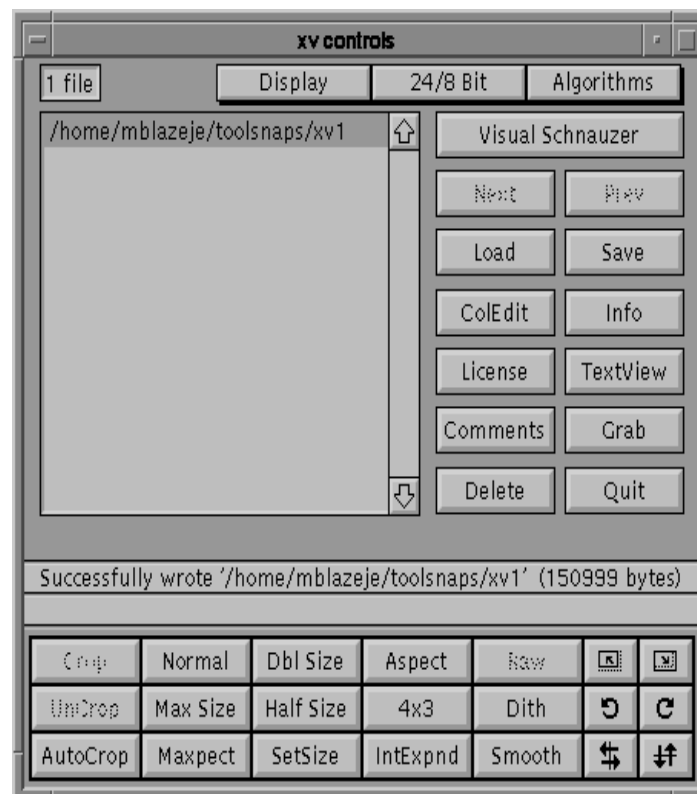 xv controls
1 file
Display 24/8 Bit Algorithms
/home/mblazeje/toolsnaps/xv1
Visual Schnauzer
Next Prev
Load Save
ColEdit Info
License TextView
Comments Grab
Delete Quit
Successfully wrote '/home/mblazeje/toolsnaps/xv1' (150999 bytes)
Crop Normal Dbl Size Aspect Raw
UnCrop Max Size Half Size 4x3 Dith
AutoCrop Maxpect SetSize IntExpnd Smooth